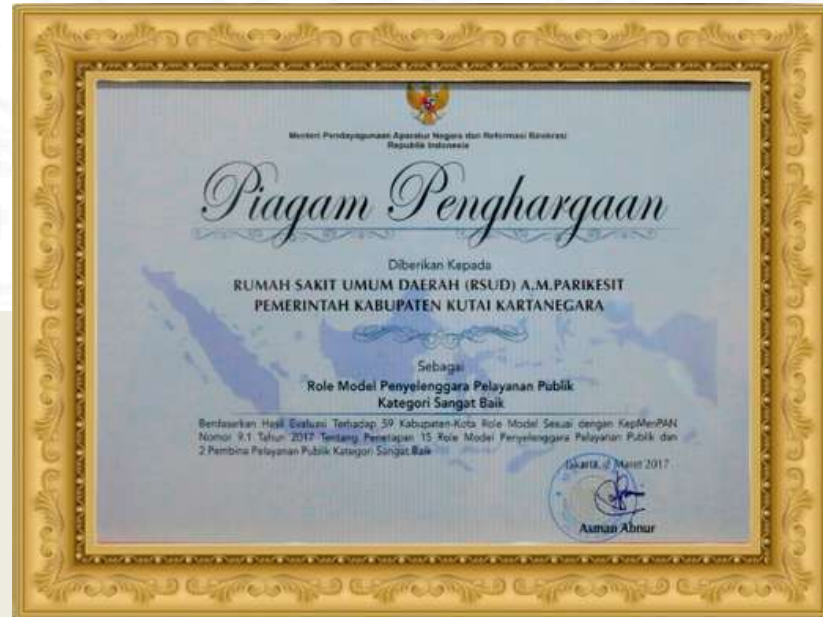 Menteri Pendayagunaan Aparatur Negara dan Reformasi Birokrasi
Republik Indonesia
Piagam Penghargaan
Diberikan Kepada
RUMAH SAKIT UMUM DAERAH (RSUD) A.M.PARIKESIT
PEMERINTAH KABUPATEN KUTAI KARTANEGARA
Sebagai
Role Model Penyelenggara Pelayanan Publik
Kategori Sangat Baik
Berdasarkan Hasil Evaluasi Terhadap 59 Kabupaten-Kota Role Model Sesuai dengan KepMenPAN
Nomor 9.1 Tahun 2017 Tentang Penetapan 15 Role Model Penyelenggara Pelayanan Publik dan
2 Pembina Pelayanan Publik Kategori Sangat Baik
Jakarta, Maret 2017
Asman Abnur